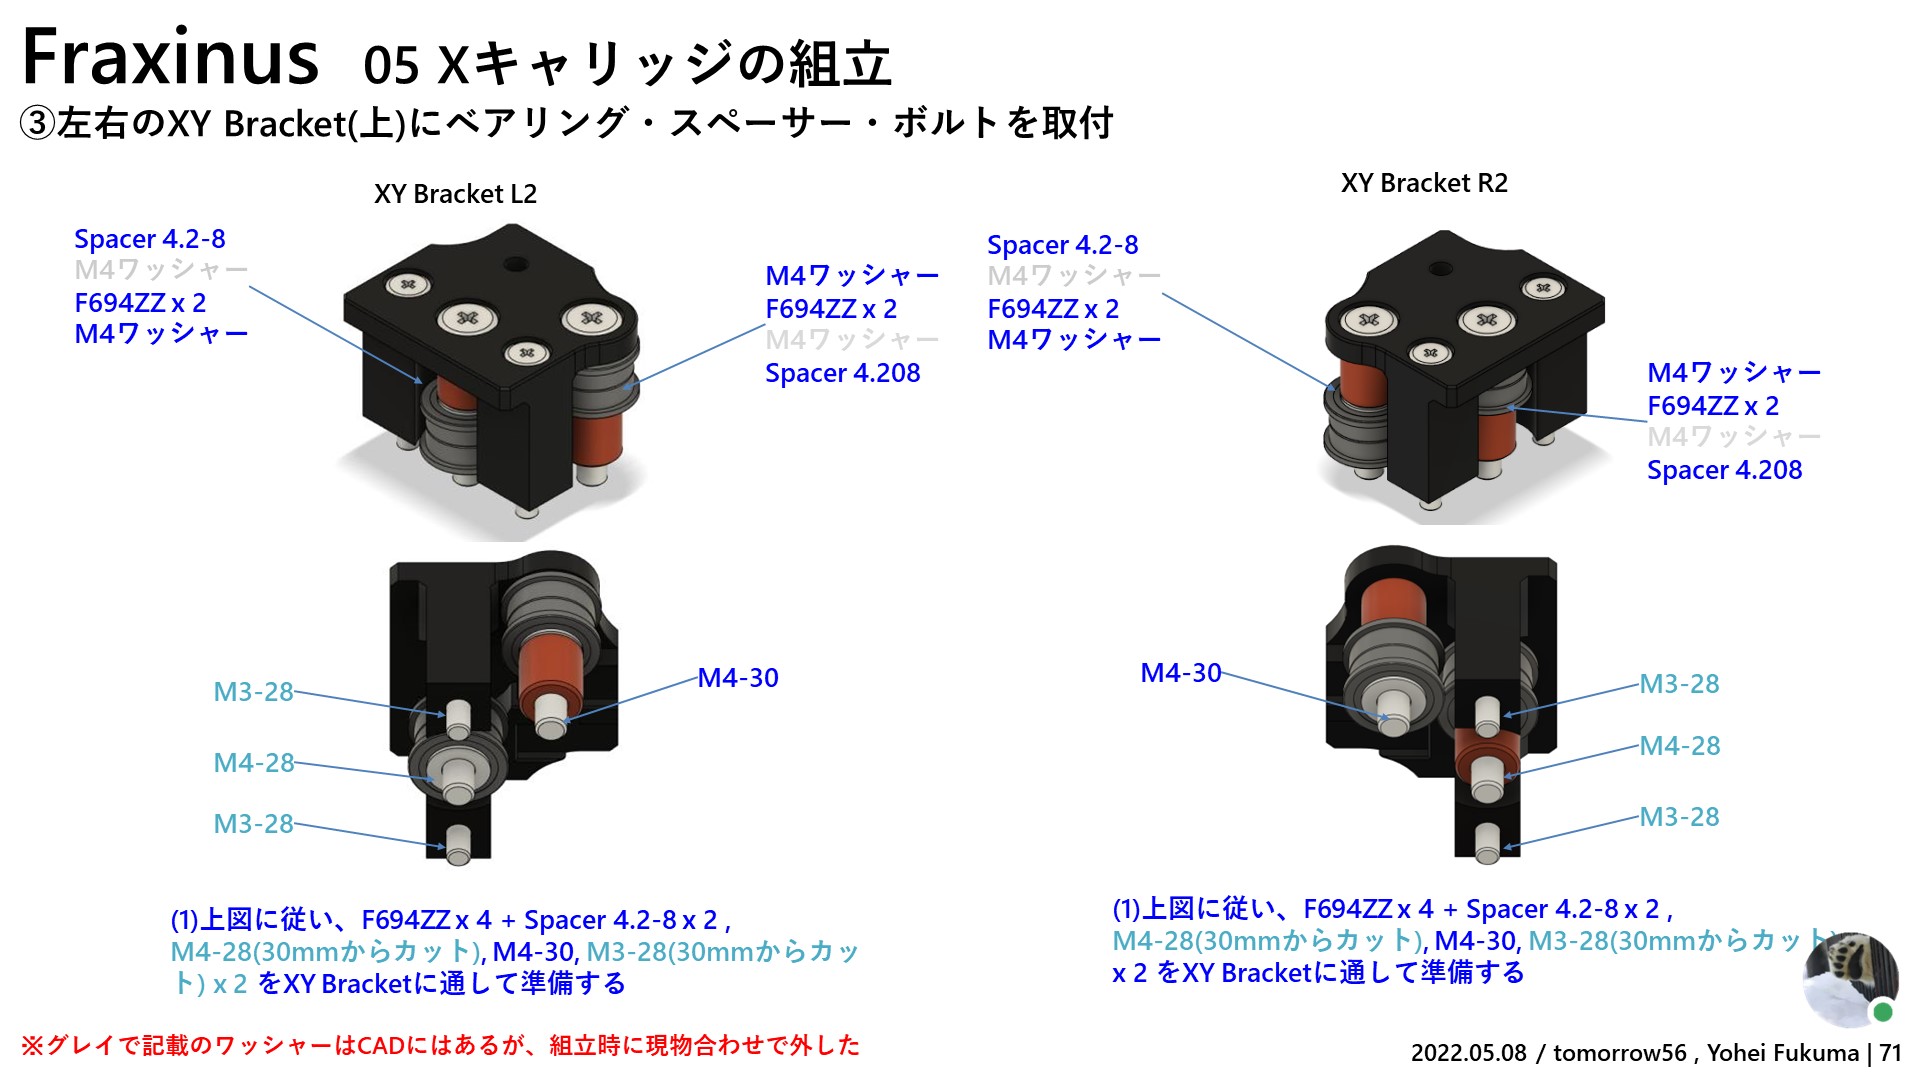 Fraxinus 05 Xキャリッジの組立
③左右のXY Bracket(上)にベアリング・スペーサー・ボルトを取付
XY Bracket L2
Spacer 4.2-8
M4ワッシャー
F694ZZ x 2
M4ワッシャー
M4ワッシャー
F694ZZ x 2
M4ワッシャー
Spacer 4.208
M3-28
M4-28
M3-28
M4-30
(1)上図に従い、F694ZZ x 4 + Spacer 4.2-8 x 2 ,
M4-28(30mmからカット), M4-30, M3-28(30mmからカッ
ト) x 2 をXY Bracketに通して準備する
XY Bracket R2
Spacer 4.2-8
M4ワッシャー
F694ZZ x 2
M4ワッシャー
M4ワッシャー
F694ZZ x 2
M4ワッシャー
Spacer 4.208
M4-30
M3-28
M4-28
M3-28
(1)上図に従い、F694ZZ x 4 + Spacer 4.2-8 x 2 ,
M4-28(30mmからカット), M4-30, M3-28(30mmからカット)
x 2 をXY Bracketに通して準備する
※グレイで記載のワッシャーはCADにはあるが、組立時に現物合わせで外した
2022.05.08 / tomorrow56 , Yohei Fukuma | 71